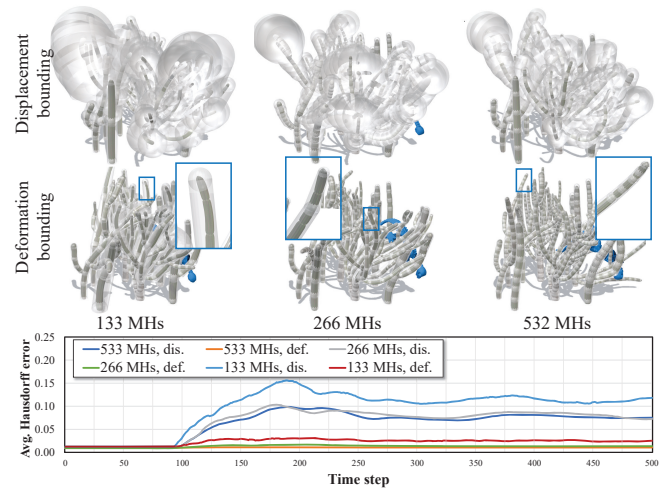 Displacement
bounding
Deformation
bounding
133 MHs
266 MHs
532 MHs
533 MHs, dis.
533 MHs, def.
266 MHs, dis.
266 MHs, def.
133 MHs, dis.
133 MHs, def.
Avg. Hausdorff error
0.25
0.20
0.15
0.10
0.05
0.00
0
50
100
150
200
250
300
350
400
450
500
Time step